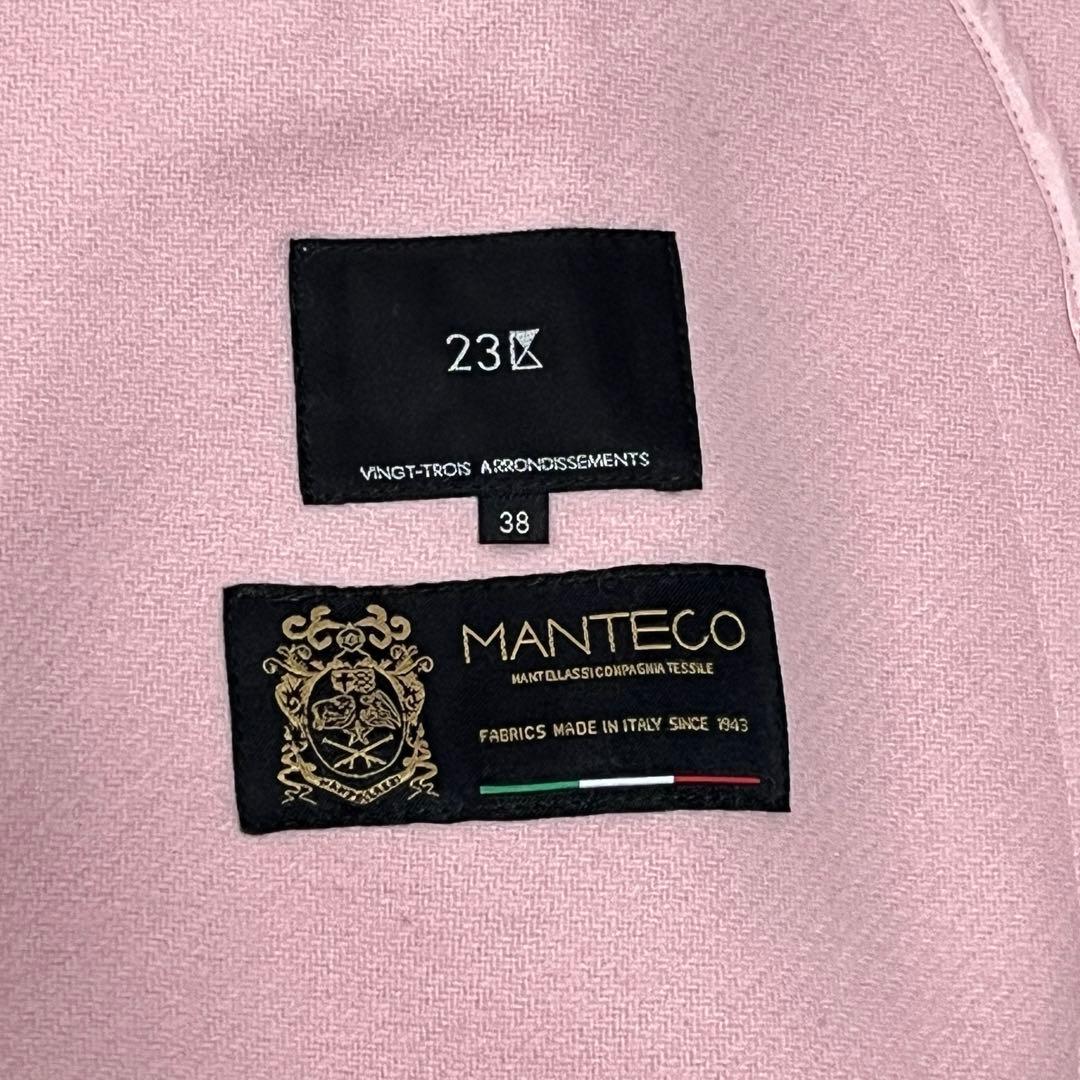 23区
VINGT-TROIS ARRONDISSEMENTS
38
MANTECO
MANTELLASSI COMPAGNIA TESSILE
FABRICS MADE IN ITALY SINCE 1943